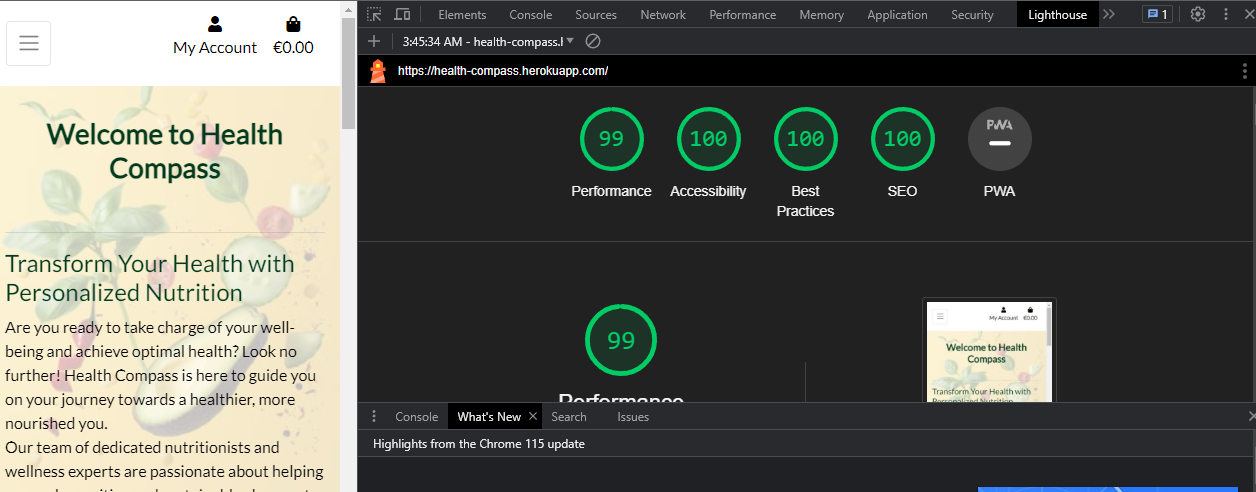 My Account €0.00
Welcome to Health
Compass
Transform Your Health with
Personalized Nutrition
Are you ready to take charge of your well-
being and achieve optimal health? Look no
further! Health Compass is here to guide you
on your journey towards a healthier, more
nourished you.
Our team of dedicated nutritionists and
wellness experts are passionate about helping
Elements Console Sources Network Performance Memory Application Security Lighthouse 1
3:45:34 AM - health-compass.
https://health-compass.herokuapp.com/
99 100 100 100 PWA
Performance Accessibility Best
Practices SEO PWA
99
Performance
My Account €0.00
Welcome to Health
Compass
Transform Your Health with
Personalized Nutrition
Console What's New Search Issues
Highlights from the Chrome 115 update